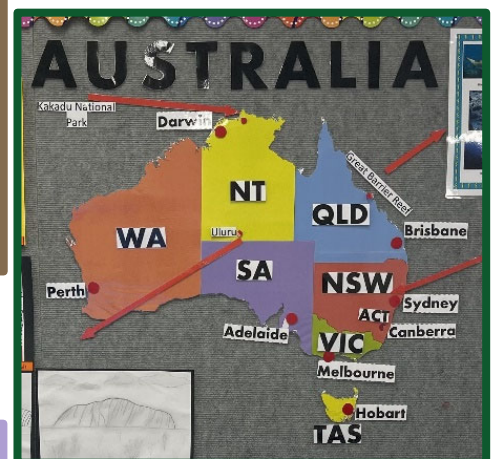 AUSTRALIA
Kakadu National
Park
Darwin
NT
Great Barrier Reef
QLD
WA
Uluru
Brisbane
SA
NSW
Perth
Sydney
ACT
Adelaide
Canberra
VIC
Melbourne
Hobart
TAS